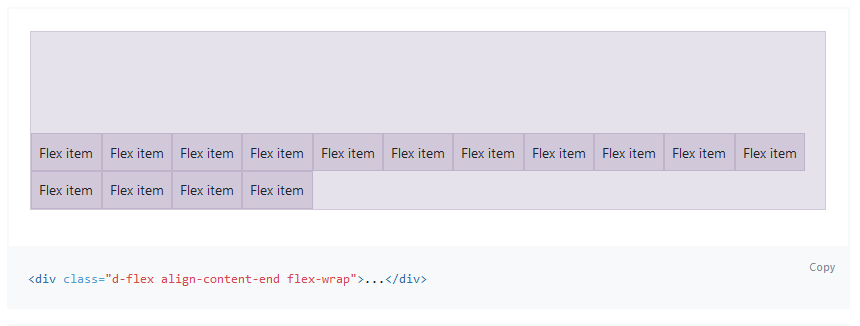 Flex item Flex item Flex item Flex item Flex item Flex item Flex item Flex item Flex item Flex item Flex item
Flex item Flex item Flex item Flex item
Copy
<div class="d-flex align-content-end flex-wrap">...</div>